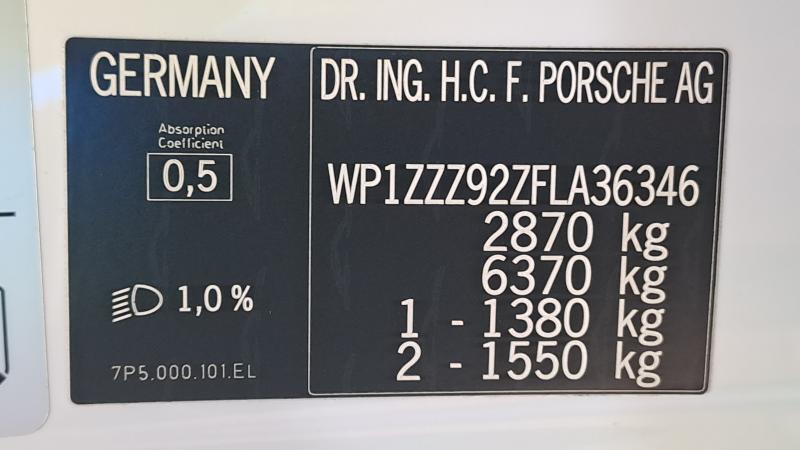 GERMANY
Absorption
Coefficient
0,5
1,0 %
7P5.000.101.EL
DR. ING. H.C. F. PORSCHE AG
WP1ZZZ92ZFLA36346
2870 kg
6370 kg
1 - 1380 kg
2 - 1550 kg